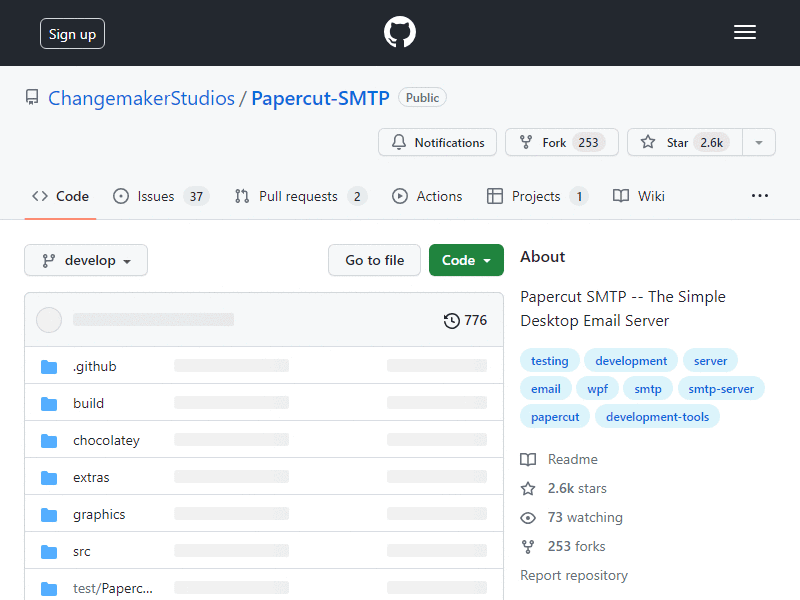 Sign up
ChangemakerStudios / Papercut-SMTP Public
Notifications Fork 253 Star 2.6k
Code Issues 37 Pull requests 2 Actions Projects 1 Wiki
develop Go to file Code
776
.github
build
chocolatey
extras
graphics
src
test/Paperc...
About
Papercut SMTP -- The Simple
Desktop Email Server
testing development server
email wpf smtp smtp-server
papercut development-tools
Readme
2.6k stars
73 watching
253 forks
Report repository